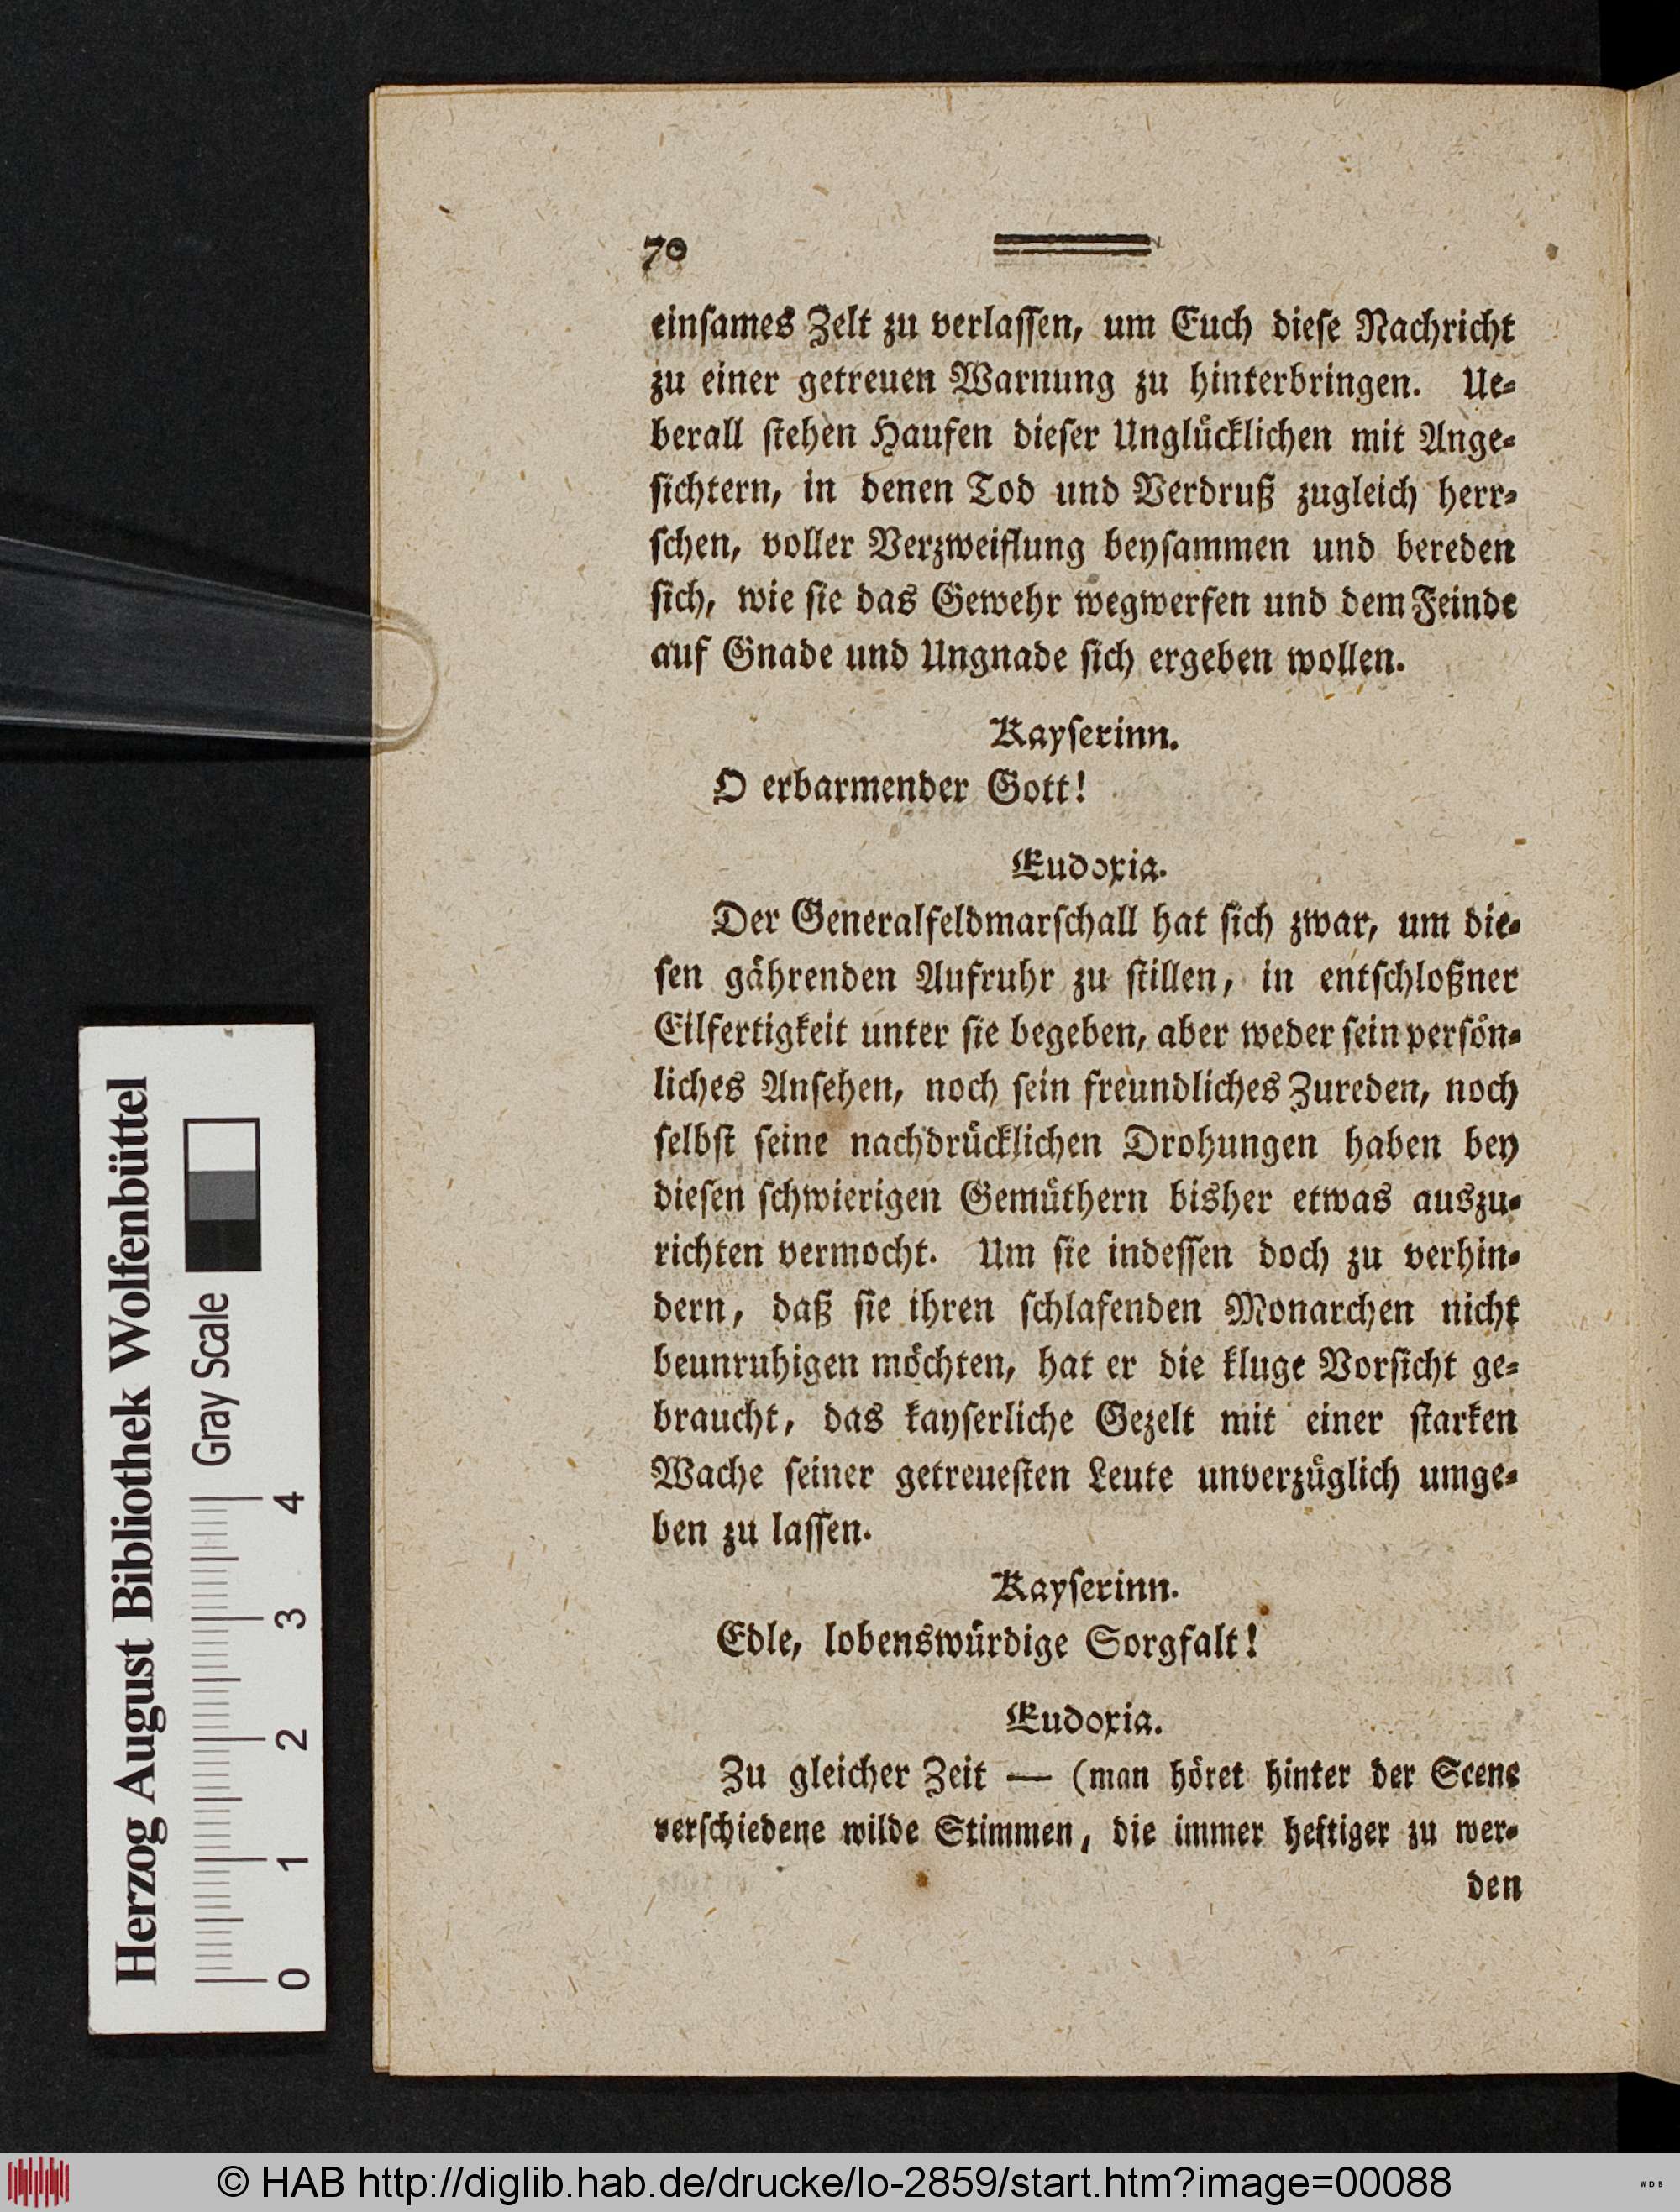 70
einſames Zelt zu verlaſſen, um Euch dieſe Nachricht
zu einer getreuen Warnung zu hinterbringen. Ue⸗
berall ſtehen Haufen dieſer Unglücklichen mit Ange⸗
ſichtern, in denen Tod und Verdruß zugleich herr⸗
ſchen, voller Verzweiflung beyſammen und bereden
ſich, wie ſie das Gewehr wegwerfen und dem Feinde
auf Gnade und Ungnade ſich ergeben wollen.
Kayſerinn.
O erbarmender Gott!
Eudoxia.
Der Generalfeldmarſchall hat ſich zwar, um die⸗
ſen gährenden Aufruhr zu ſtillen, in entſchloßner
Eilfertigkeit unter ſie begeben, aber weder ſein perſön⸗
liches Anſehen, noch ſein freundliches Zureden, noch
ſelbſt ſeine nachdrücklichen Drohungen haben bey
dieſen ſchwierigen Gemüthern bisher etwas auszu⸗
richten vermocht. Um ſie indeſſen doch zu verhin⸗
dern, daß ſie ihren ſchlafenden Monarchen nicht
beunruhigen möchten, hat er die kluge Vorſicht ge⸗
braucht, das kayſerliche Gezelt mit einer ſtarken
Wache ſeiner getreueſten Leute unverzüglich umge⸗
ben zu laſſen.
Kayſerinn.
Edle, lobenswürdige Sorgfalt!
Eudoxia.
Zu gleicher Zeit — (man höret hinter der Scene
verſchiedene wilde Stimmen, die immer heftiger zu wer⸗
den
Herzog August Bibliothek Wolfenbüttel
Gray Scale
0 1 2 3 4
© HAB http://diglib.hab.de/drucke/lo-2859/start.htm?image=00088
WDB